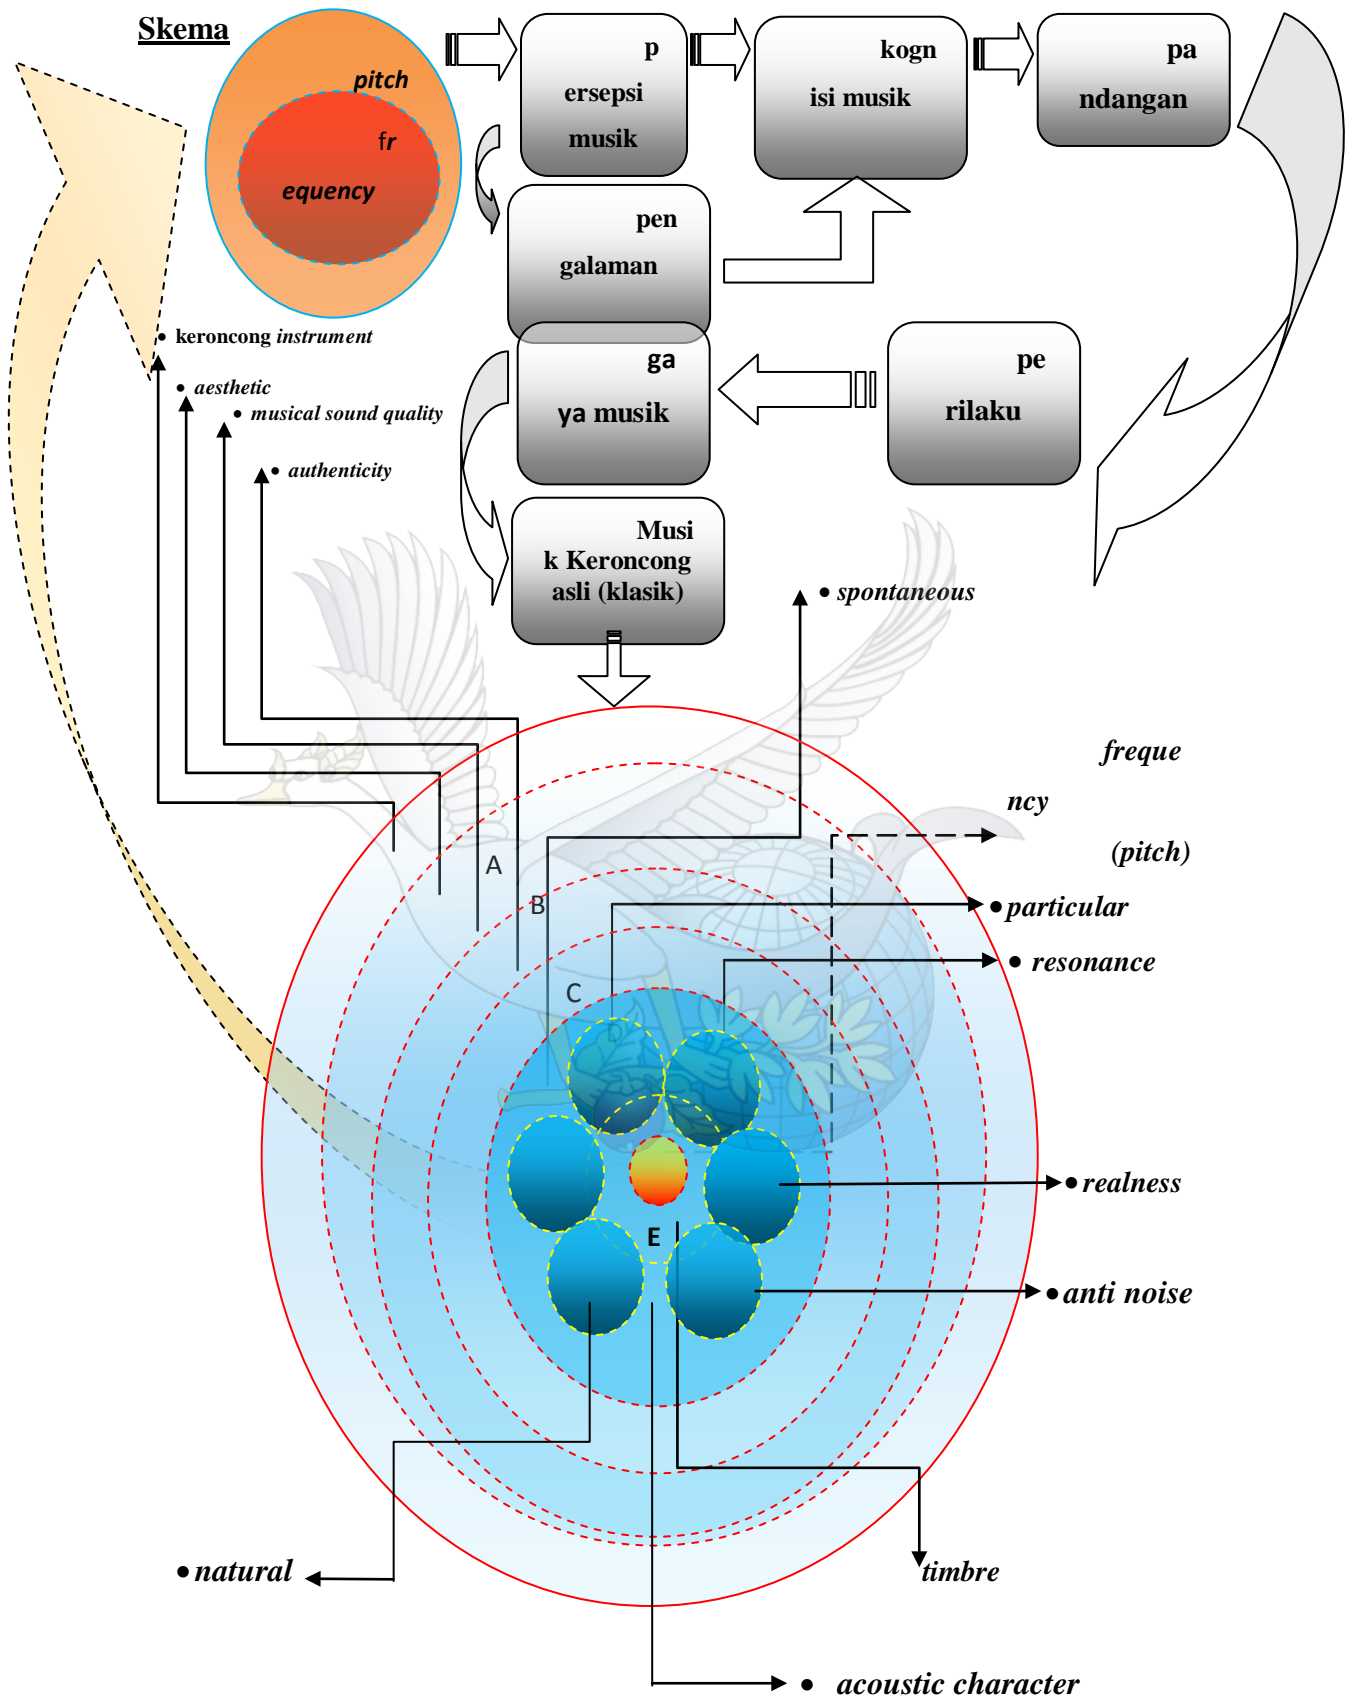 Skema
pitch
fr
equency
p
ersepsi
musik
kogn
isi musik
pa
ndangan
pen
galaman
ga
ya musik
pe
rilaku
• keroncong instrument
• aesthetic
• musical sound quality
• authenticity
Musi
k Keroncong
asli (klasik)
• spontaneous
freque
ncy
(pitch)
A
B
• particular
• resonance
C
D
• realness
E
• anti noise
• natural
timbre
• acoustic character